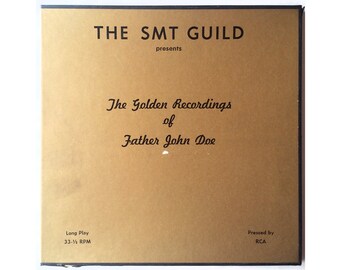 THE SMT GUILD
presents
The Golden Recordings
of
Father John Doe
Long Play
33-⅓ RPM
Pressed by
RCA